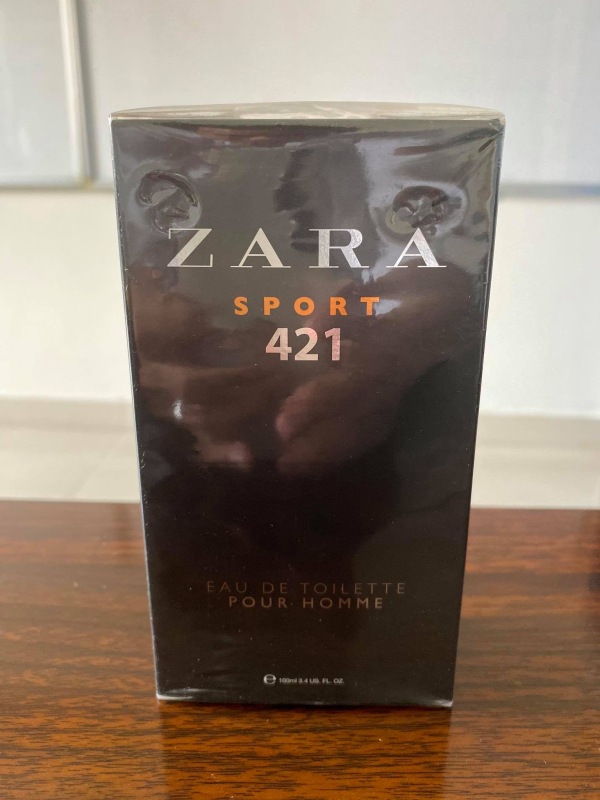 ZARA
SPORT
421
EAU DE TOILETTE
POUR HOMME
℮ 100ml 3.4 US. FL. OZ.